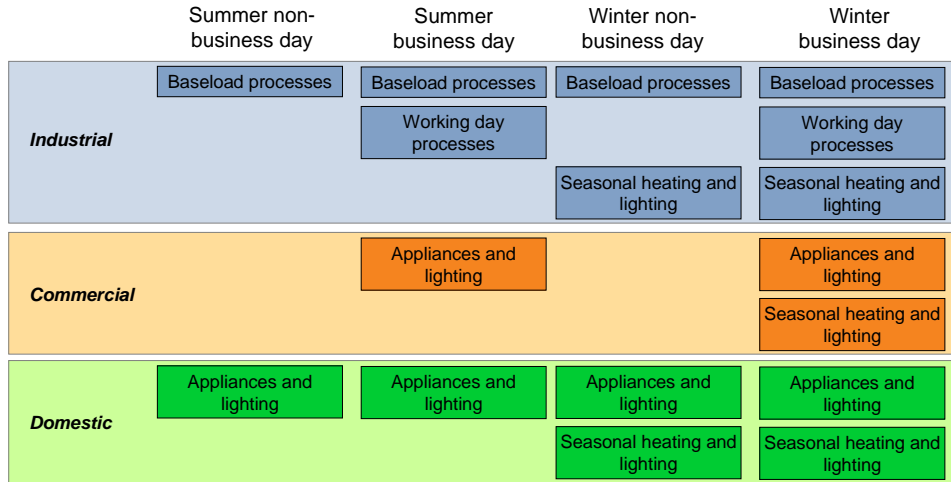 Summer non-
business day
Summer
business day
Winter non-
business day
Winter
business day
Industrial
Baseload processes
Baseload processes
Baseload processes
Baseload processes
Working day
processes
Working day
processes
Seasonal heating and
lighting
Seasonal heating and
lighting
Commercial
Appliances and
lighting
Appliances and
lighting
Seasonal heating and
lighting
Domestic
Appliances and
lighting
Appliances and
lighting
Appliances and
lighting
Appliances and
lighting
Seasonal heating and
lighting
Seasonal heating and
lighting